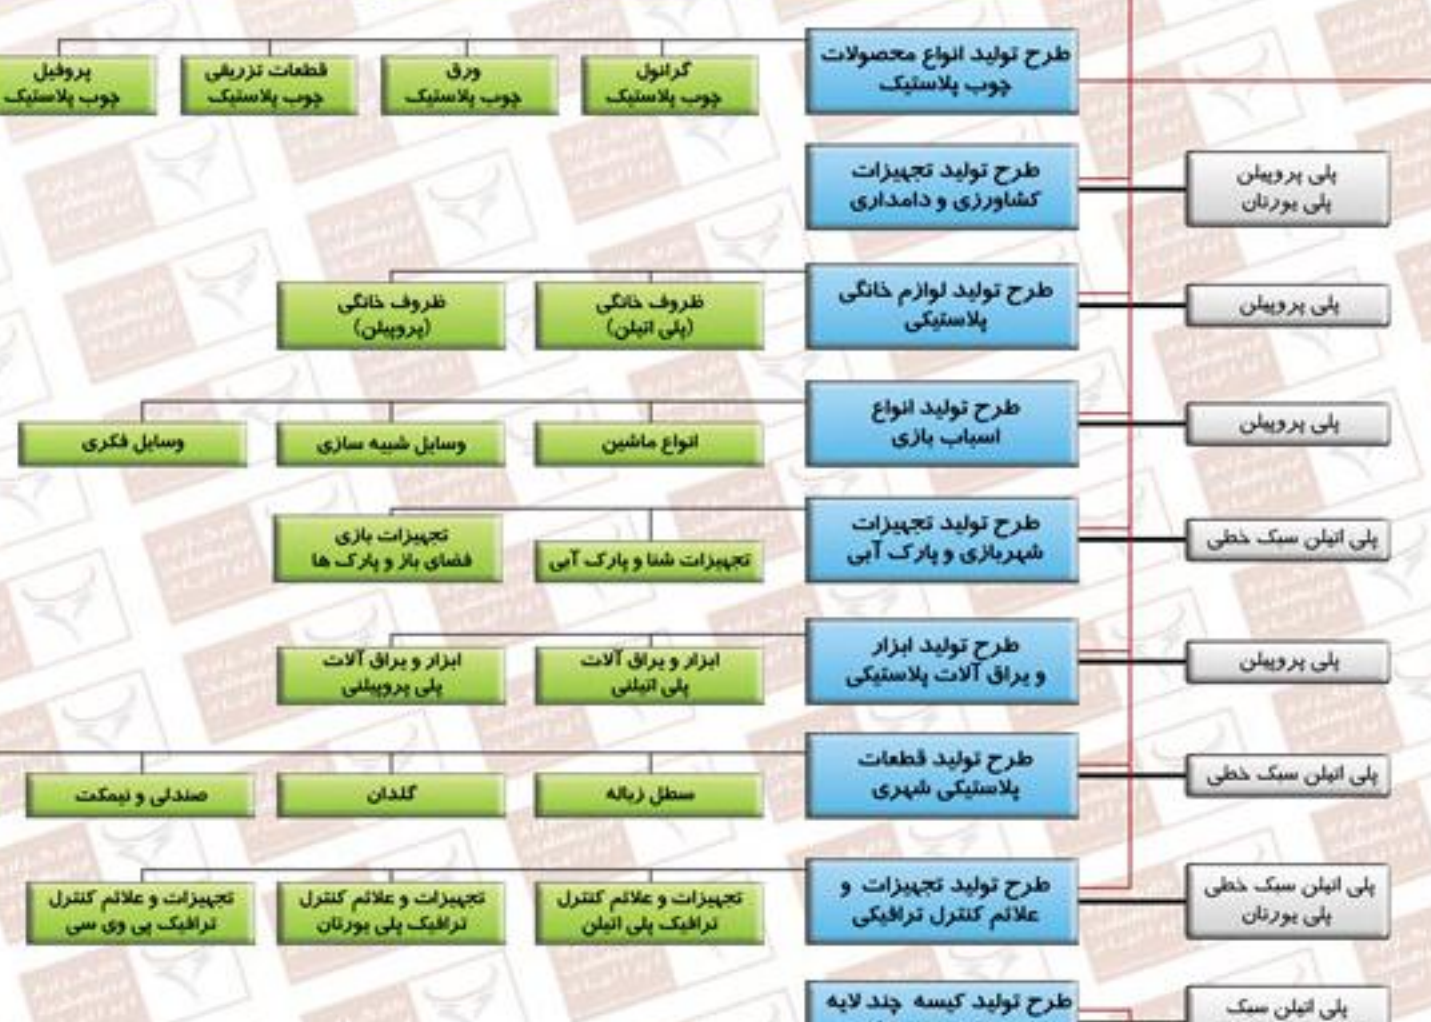 طرح تولید انواع محصولات
چوب پلاستیک
گرانول
چوب پلاستیک
ورق
چوب پلاستیک
قطعات تزریقی
چوب پلاستیک
پروفیل
چوب پلاستیک
پلی پروپیلن
پلی یورتان
طرح تولید تجهیزات
کشاورزی و دامداری
پلی پروپیلن
طرح تولید لوازم خانگی
پلاستیکی
ظروف خانگی
(پلی اتیلن)
ظروف خانگی
(پروپیلن)
پلی پروپیلن
طرح تولید انواع
اسباب بازی
انواع ماشین
وسایل شبیه سازی
وسایل فکری
پلی اتیلن سبک خطی
طرح تولید تجهیزات
شهربازی و پارک آبی
تجهیزات شنا و پارک آبی
تجهیزات بازی
فضای باز و پارک ها
پلی پروپیلن
طرح تولید ابزار
و یراق آلات پلاستیکی
ابزار و یراق آلات
پلی اتیلنی
ابزار و یراق آلات
پلی پروپیلنی
پلی اتیلن سبک خطی
طرح تولید قطعات
پلاستیکی شهری
سطل زباله
گلدان
صندلی و نیمکت
پلی اتیلن سبک خطی
پلی یورتان
طرح تولید تجهیزات و
علائم کنترل ترافیکی
تجهیزات و علائم کنترل
ترافیک پلی اتیلن
تجهیزات و علائم کنترل
ترافیک پلی یورتان
تجهیزات و علائم کنترل
ترافیک پی وی سی
پلی اتیلن سبک
طرح تولید کیسه چند لایه